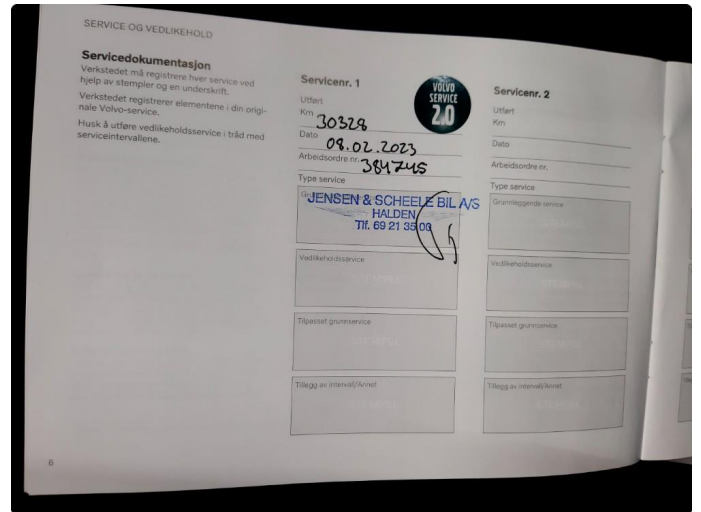 SERVICE OG VEDLIKEHOLD
Servicedokumentasjon
Verkstedet må registrere hver service ved
hjelp av stempler og en underskrift.
Verkstedet registrerer elementene i din origi-
nale Volvo-service.
Husk å utføre vedlikeholdsservice i tråd med
serviceintervallene.
Servicenr. 1
VOLVO
SERVICE
2.0
Utført
Km 30328
Dato 08.02.2023
Arbeidsordre nr. 384745
Type service
JENSEN & SCHEELE BIL A/S
HALDEN
Tlf. 69 21 35 00
Vedlikeholdsservice
Tilpasset grunnservice
Tillegg av intervall/Annet
Servicenr. 2
Utført
Km
Dato
Arbeidsordre nr.
Type service
Grunnleggende service
Vedlikeholdsservice
Tilpasset grunnservice
Tillegg av intervall/Annet
6